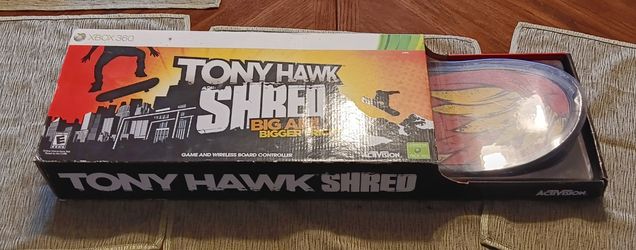 XBOX 360
TONY HAWK
SHRED
BIG AIR.
BIGGER TRICKS
E
GAME AND WIRELESS BOARD CONTROLLER
ACTIVISION
TONY HAWK SHRED
ACTIVISION